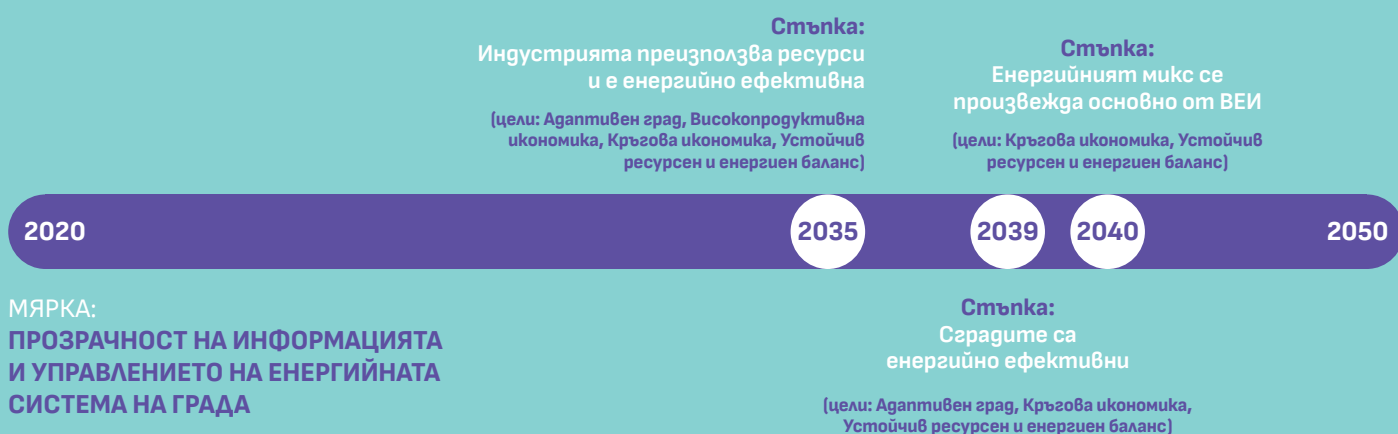 Стъпка:
Индустрията преизползва ресурси
и е енергийно ефективна
(цели: Адаптивен град, Високопродуктивна
икономика, Кръгова икономика, Устойчив
ресурсен и енергиен баланс)
Стъпка:
Енергийният микс се
произвежда основно от ВЕИ
(цели: Кръгова икономика, Устойчив
ресурсен и енергиен баланс)
2020 2035 2039 2040 2050
МЯРКА:
ПРОЗРАЧНОСТ НА ИНФОРМАЦИЯТА
И УПРАВЛЕНИЕТО НА ЕНЕРГИЙНАТА
СИСТЕМА НА ГРАДА
Стъпка:
Сградите са
енергийно ефективни
(цели: Адаптивен град, Кръгова икономика,
Устойчив ресурсен и енергиен баланс)